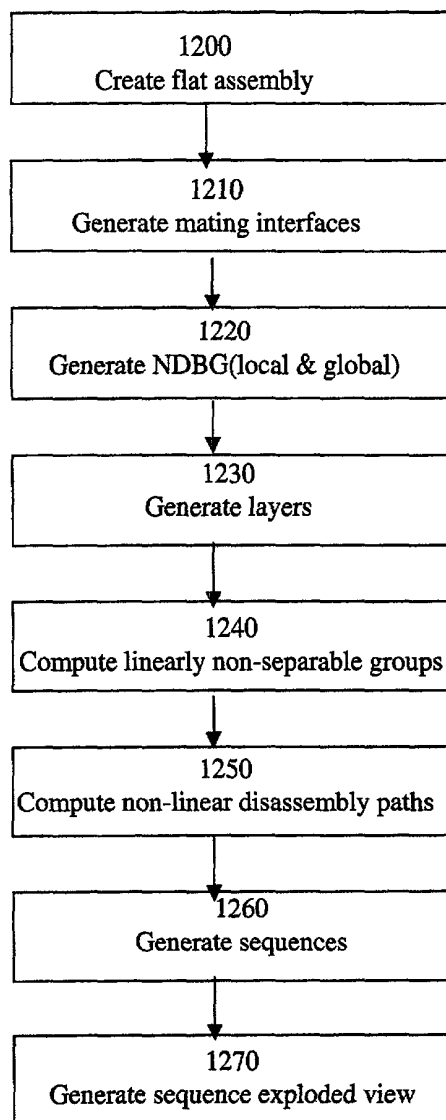 1200
Create flat assembly
1210
Generate mating interfaces
1220
Generate NDBG(local & global)
1230
Generate layers
1240
Compute linearly non-separable groups
1250
Compute non-linear disassembly paths
1260
Generate sequences
1270
Generate sequence exploded view